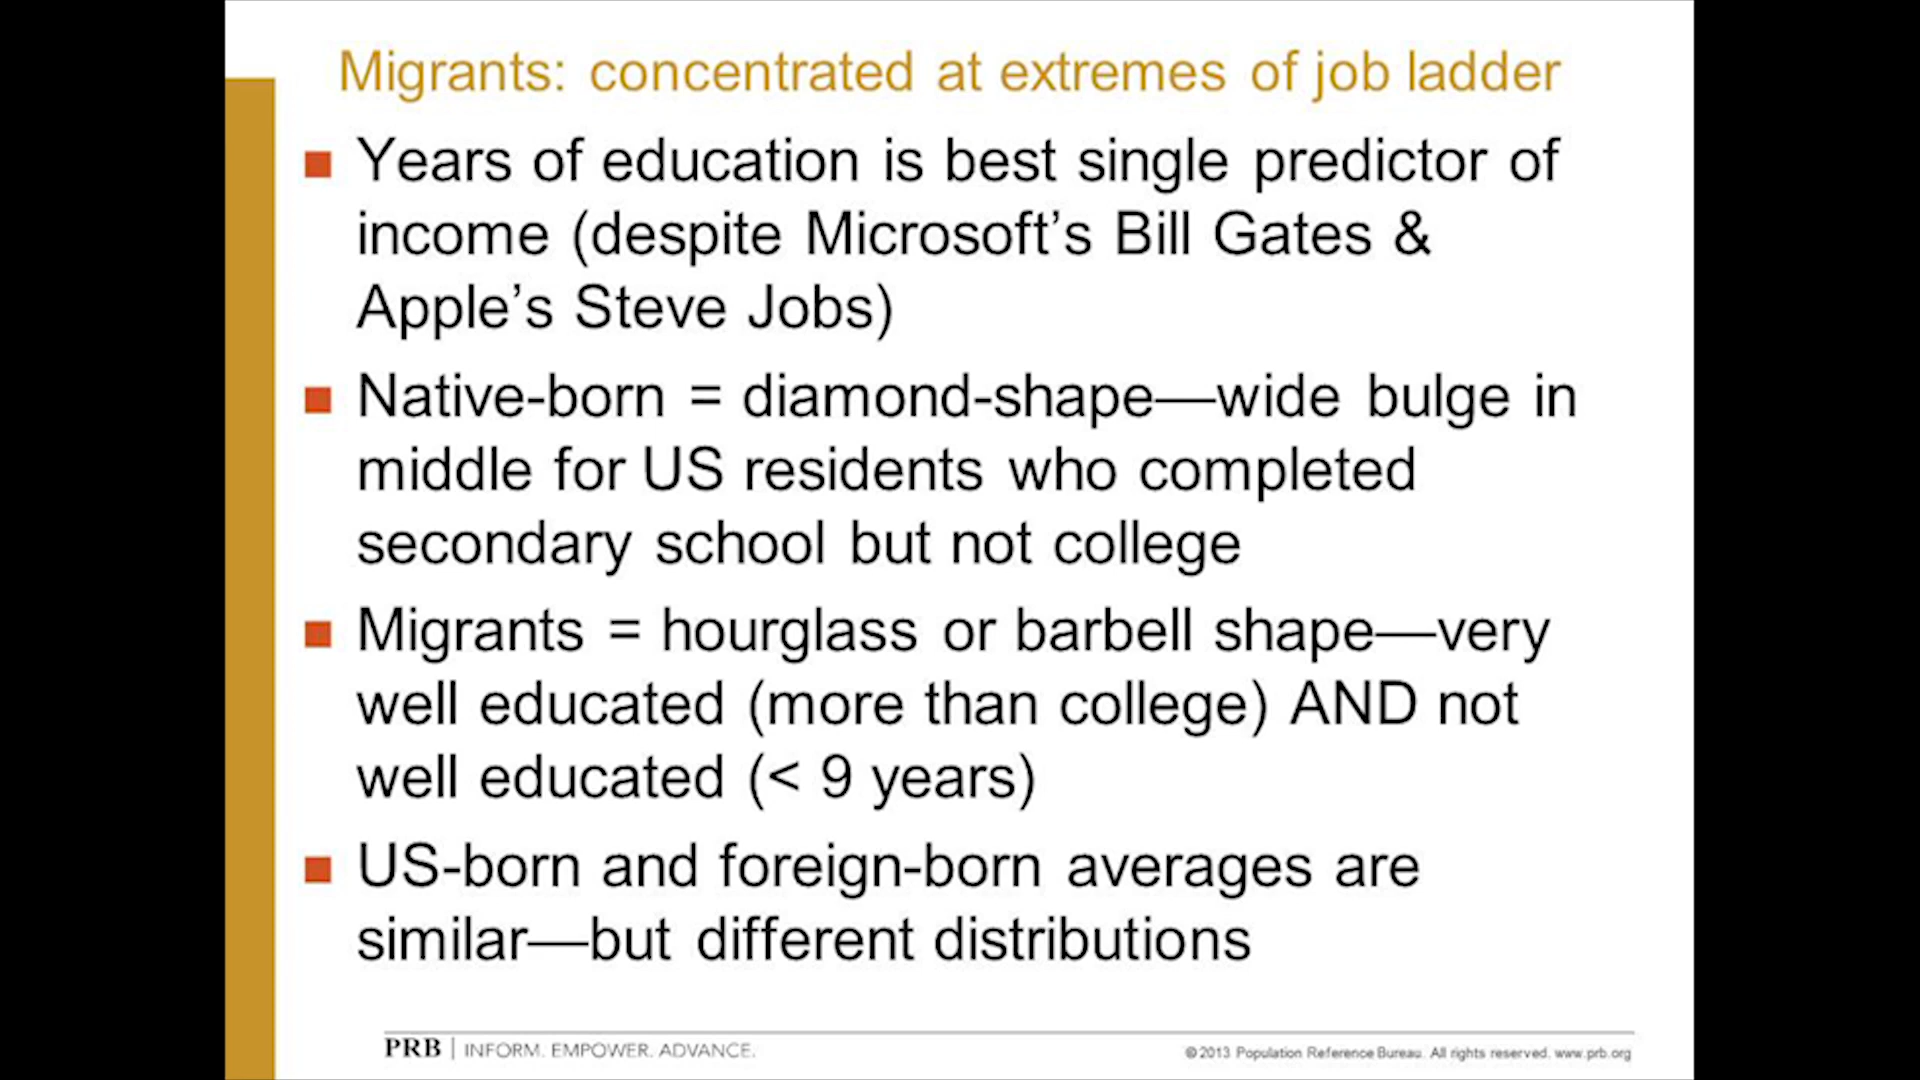 Migrants: concentrated at extremes of job ladder
Years of education is best single predictor of
income (despite Microsoft’s Bill Gates &
Apple’s Steve Jobs)
Native-born = diamond-shape—wide bulge in
middle for US residents who completed
secondary school but not college
Migrants = hourglass or barbell shape—very
well educated (more than college) AND not
well educated (< 9 years)
US-born and foreign-born averages are
similar—but different distributions
PRB | INFORM. EMPOWER. ADVANCE.
©2013 Population Reference Bureau. All rights reserved. www.prb.org